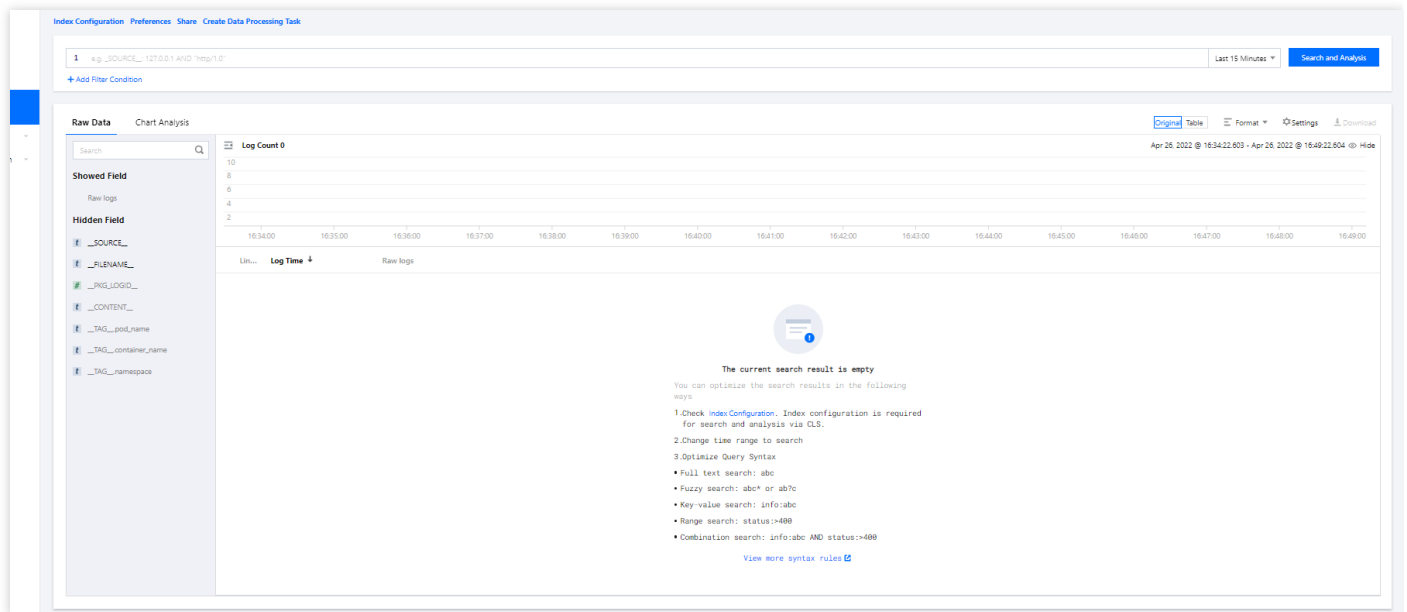 Index Configuration Preferences Share Create Data Processing Task
1 e.g. _SOURCE_: 127.0.0.1 AND "http/1.0"
Last 15 Minutes
Search and Analysis
+ Add Filter Condition
Raw Data Chart Analysis
Original Table Format Settings Download
Search
Log Count 0
Apr 26, 2022 @ 16:34:22.603 - Apr 26, 2022 @ 16:49:22.604 Hide
Showed Field
Raw logs
Hidden Field
t __SOURCE__
t __FILENAME__
# __PKG_LOGID__
t __CONTENT__
t __TAG__.pod_name
t __TAG__.container_name
t __TAG__.namespace
10
8
6
4
2
16:34:00 16:35:00 16:36:00 16:37:00 16:38:00 16:39:00 16:40:00 16:41:00 16:42:00 16:43:00 16:44:00 16:45:00 16:46:00 16:47:00 16:48:00 16:49:00
Lin... Log Time Raw logs
The current search result is empty
You can optimize the search results in the following
ways
1.Check Index Configuration. Index configuration is required
for search and analysis via CLS.
2.Change time range to search
3.Optimize Query Syntax
• Full text search: abc
• Fuzzy search: abc* or ab?c
• Key-value search: info:abc
• Range search: status:>400
• Combination search: info:abc AND status:>400
View more syntax rules